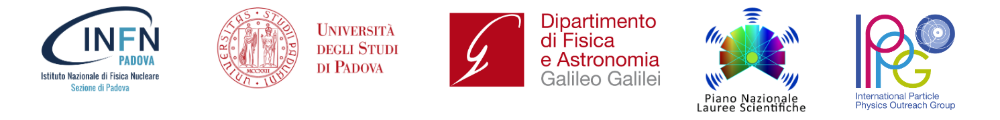 INFN
PADOVA
Istituto Nazionale di Fisica Nucleare
Sezione di Padova
UNIVERSITAS STUDII PADUANI
MCCXXII
UNIVERSITÀ
DEGLI STUDI
DI PADOVA
Dipartimento
di Fisica
e Astronomia
Galileo Galilei
Piano Nazionale
Lauree Scientifiche
IPPOG
International Particle
Physics Outreach Group